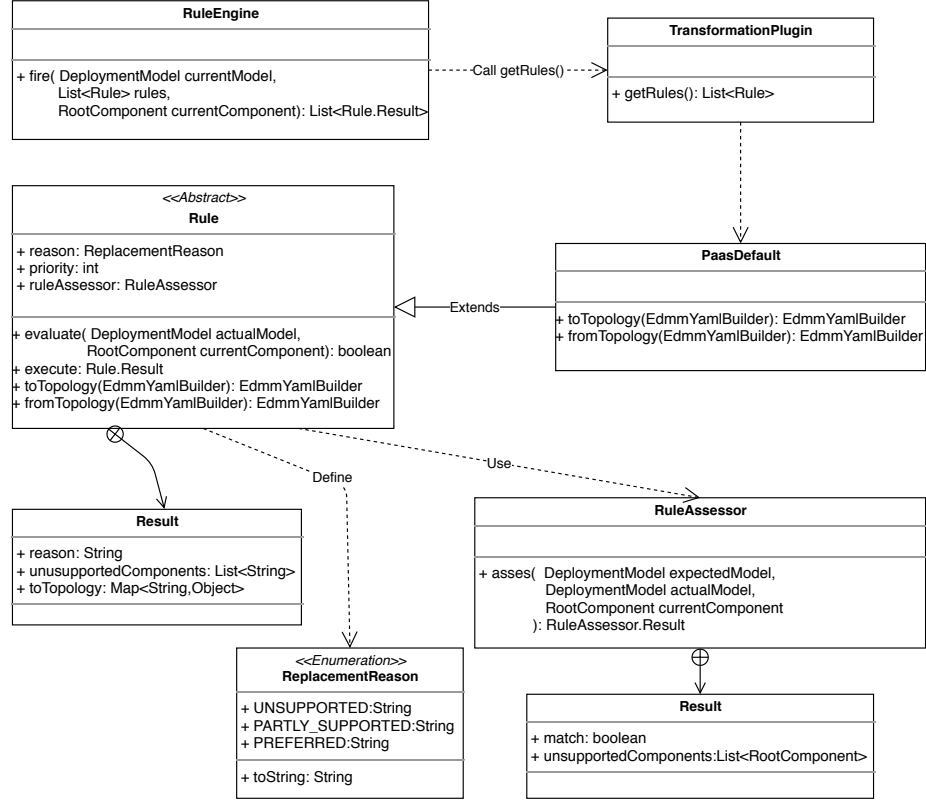 RuleEngine
+ fire( DeploymentModel currentModel,
List<Rule> rules,
RootComponent currentComponent): List<Rule.Result>
Call getRules()
TransformationPlugin
+ getRules(): List<Rule>
<<Abstract>>
Rule
+ reason: ReplacementReason
+ priority: int
+ ruleAssessor: RuleAssessor
+ evaluate( DeploymentModel actualModel,
RootComponent currentComponent): boolean
+ execute: Rule.Result
+ toTopology(EdmmYamlBuilder): EdmmYamlBuilder
+ fromTopology(EdmmYamlBuilder): EdmmYamlBuilder
Extends
PaasDefault
+ toTopology(EdmmYamlBuilder): EdmmYamlBuilder
+ fromTopology(EdmmYamlBuilder): EdmmYamlBuilder
Define
Use
Result
+ reason: String
+ unusupportedComponents: List<String>
+ toTopology: Map<String,Object>
RuleAssessor
+ asses( DeploymentModel expectedModel,
DeploymentModel actualModel,
RootComponent currentComponent
): RuleAssessor.Result
<<Enumeration>>
ReplacementReason
+ UNSUPPORTED:String
+ PARTLY_SUPPORTED:String
+ PREFERRED:String
+ toString: String
Result
+ match: boolean
+ unsupportedComponents:List<RootComponent>